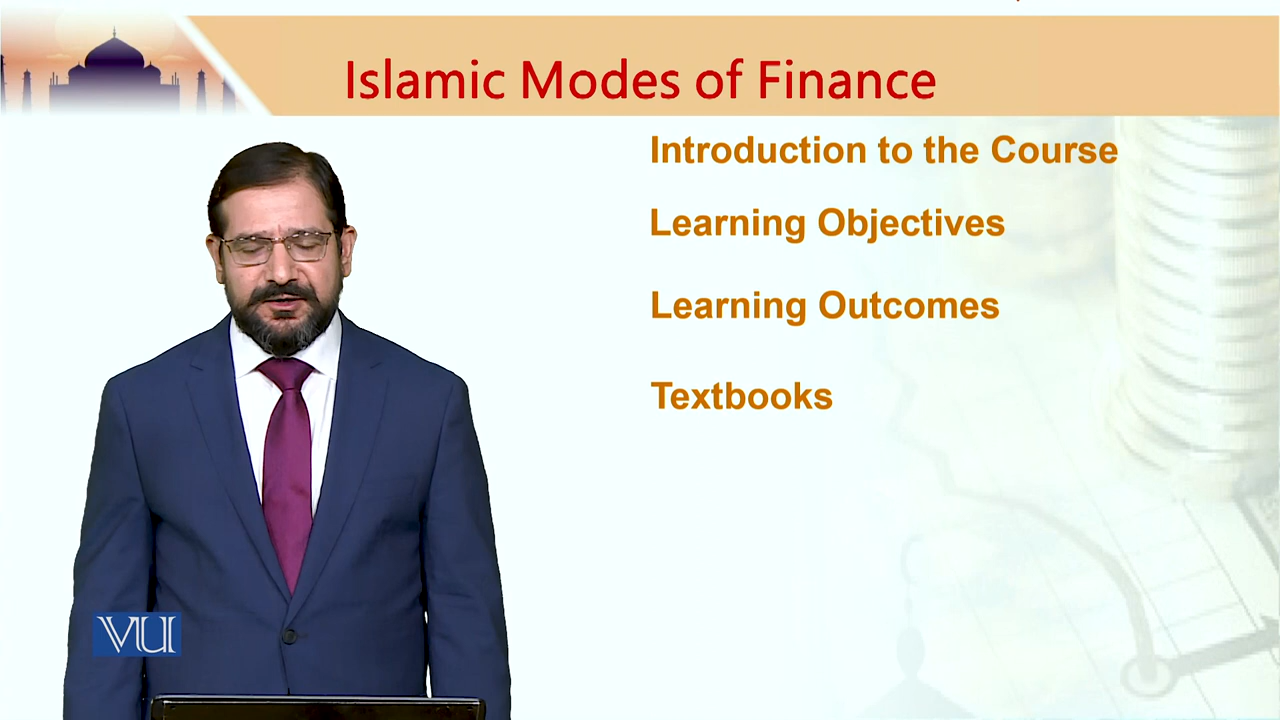 Islamic Modes of Finance
Introduction to the Course
Learning Objectives
Learning Outcomes
Textbooks
VU